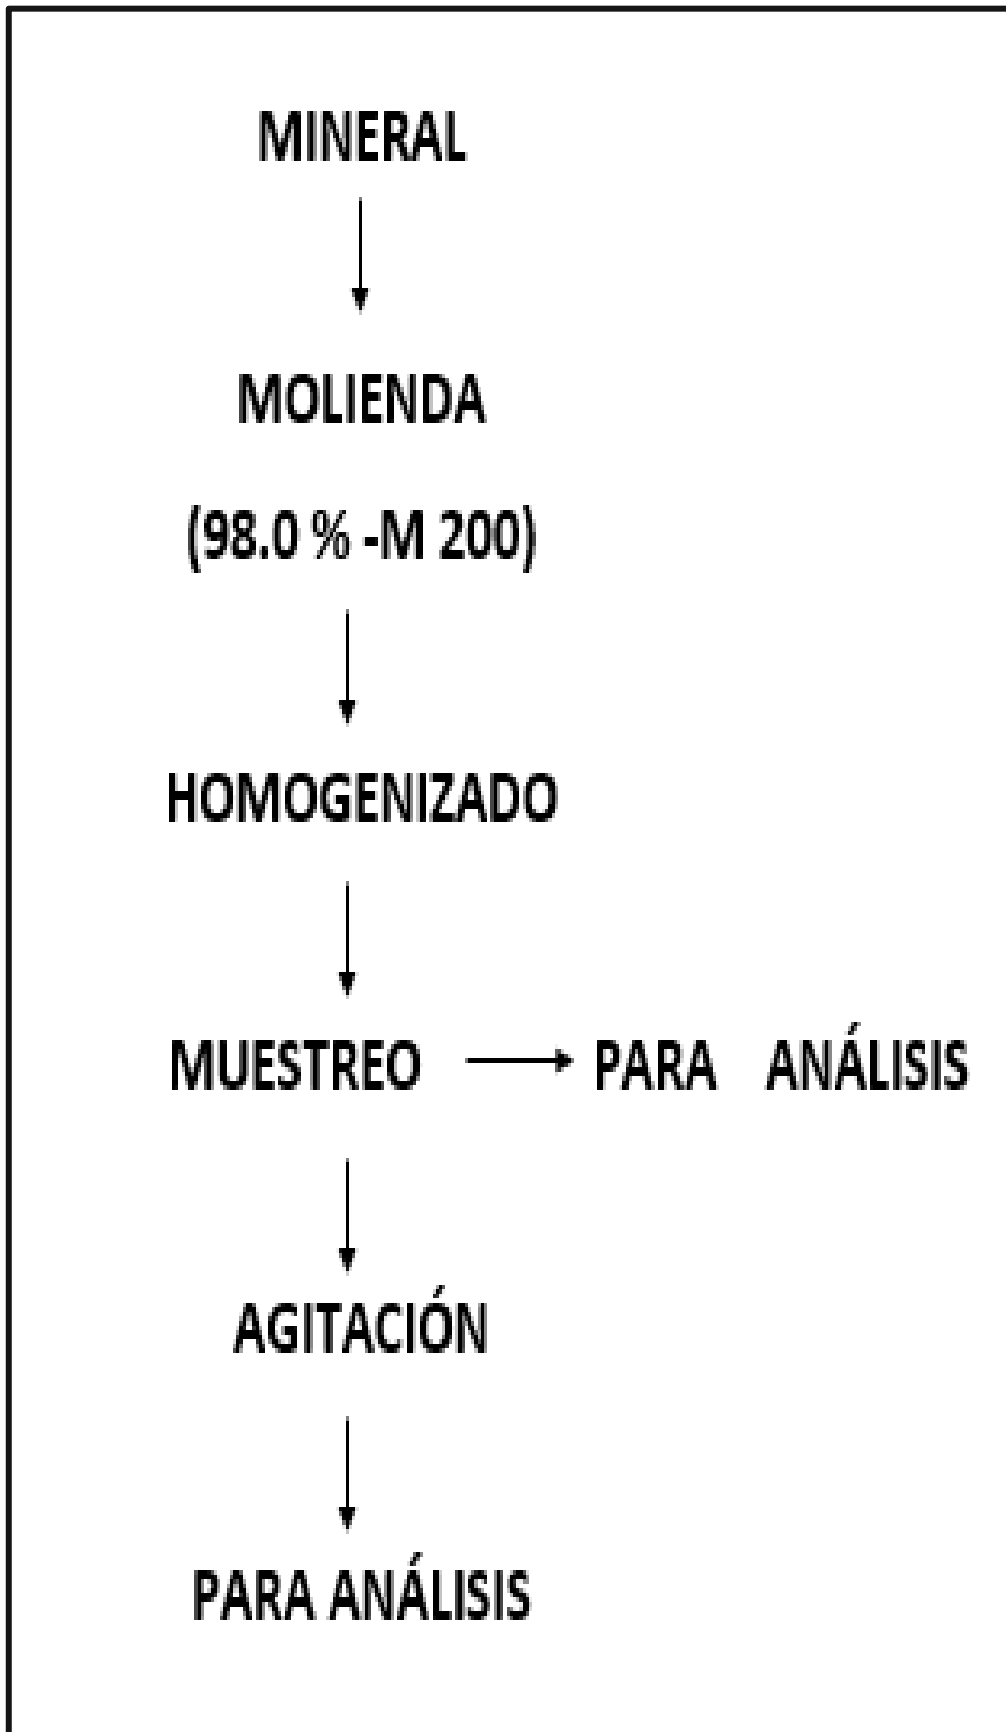 MINERAL
MOLIENDA
(98.0 % -M 200)
HOMOGENIZADO
MUESTREO PARA ANÁLISIS
AGITACIÓN
PARA ANÁLISIS